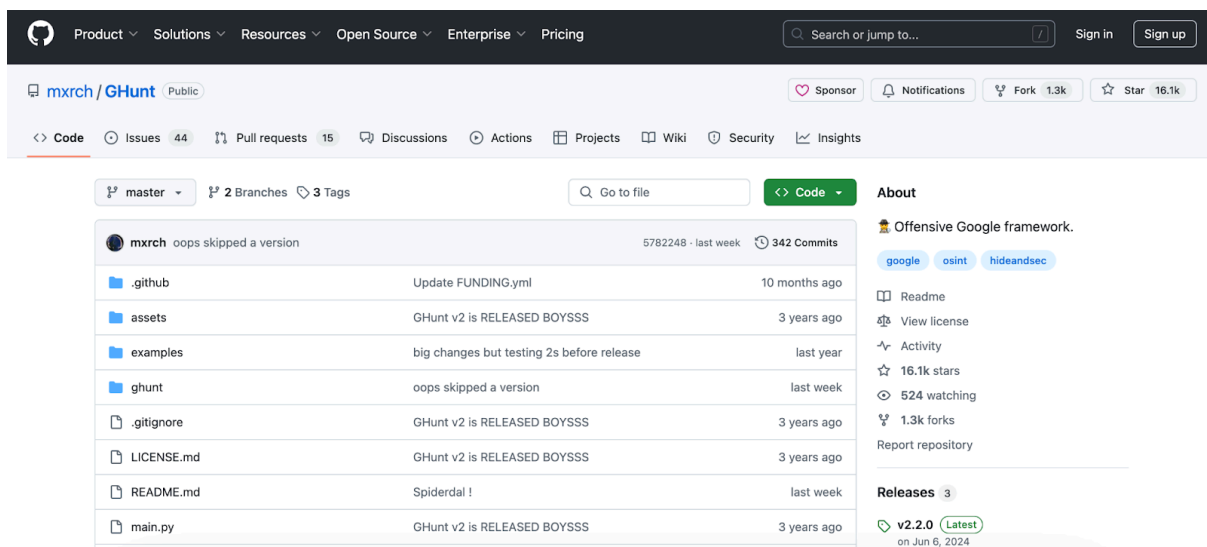 Product Solutions Resources Open Source Enterprise Pricing Search or jump to... / Sign in Sign up
mxrch / GHunt Public Sponsor Notifications Fork 1.3k Star 16.1k
Code Issues 44 Pull requests 15 Discussions Actions Projects Wiki Security Insights
master 2 Branches 3 Tags Go to file Code
mxrch oops skipped a version 5782248 · last week 342 Commits
.github Update FUNDING.yml 10 months ago
assets GHunt v2 is RELEASED BOYSSS 3 years ago
examples big changes but testing 2s before release last year
ghunt oops skipped a version last week
.gitignore GHunt v2 is RELEASED BOYSSS 3 years ago
LICENSE.md GHunt v2 is RELEASED BOYSSS 3 years ago
README.md Spiderdal ! last week
main.py GHunt v2 is RELEASED BOYSSS 3 years ago
About
Offensive Google framework.
google osint hideandsec
Readme
View license
Activity
16.1k stars
524 watching
1.3k forks
Report repository
Releases 3
v2.2.0 Latest
on Jun 6, 2024